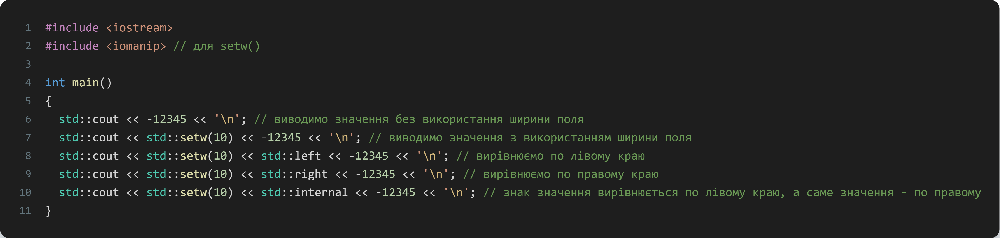 1 #include <iostream>
2 #include <iomanip> // для setw()
3
4 int main()
5 {
6 std::cout << -12345 << '\n'; // виводимо значення без використання ширини поля
7 std::cout << std::setw(10) << -12345 << '\n'; // виводимо значення з використанням ширини поля
8 std::cout << std::setw(10) << std::left << -12345 << '\n'; // вирівнюємо по лівому краю
9 std::cout << std::setw(10) << std::right << -12345 << '\n'; // вирівнюємо по правому краю
10 std::cout << std::setw(10) << std::internal << -12345 << '\n'; // знак значення вирівнюється по лівому краю, а саме значення - по правому
11 }